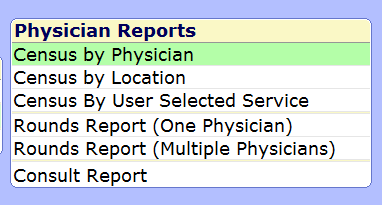 Physician Reports
Census by Physician
Census by Location
Census By User Selected Service
Rounds Report (One Physician)
Rounds Report (Multiple Physicians)
Consult Report